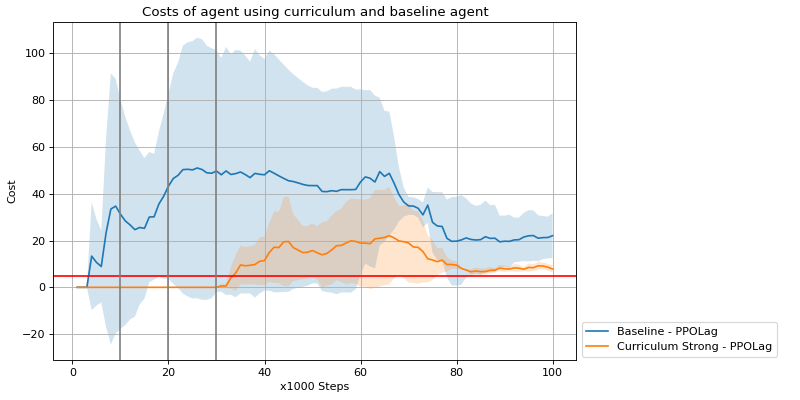 Costs of agent using curriculum and baseline agent
100
80
60
40
20
0
−20
Cost
0
20
40
60
80
100
x1000 Steps
Baseline - PPOLag
Curriculum Strong - PPOLag